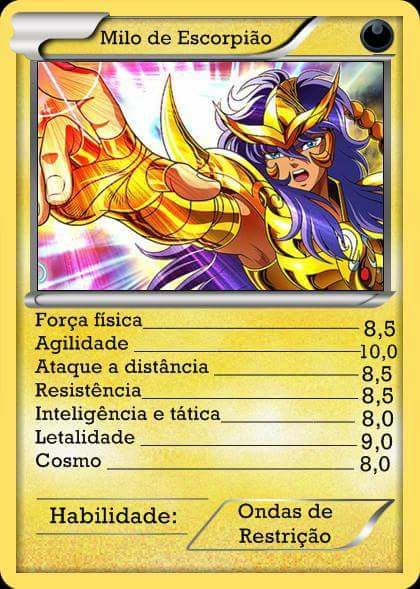 Milo de Escorpião
Força física 8,5
Agilidade 10,0
Ataque a distância 8,5
Resistência 8,5
Inteligência e tática 8,0
Letalidade 9,0
Cosmo 8,0
Habilidade: Ondas de
Restrição